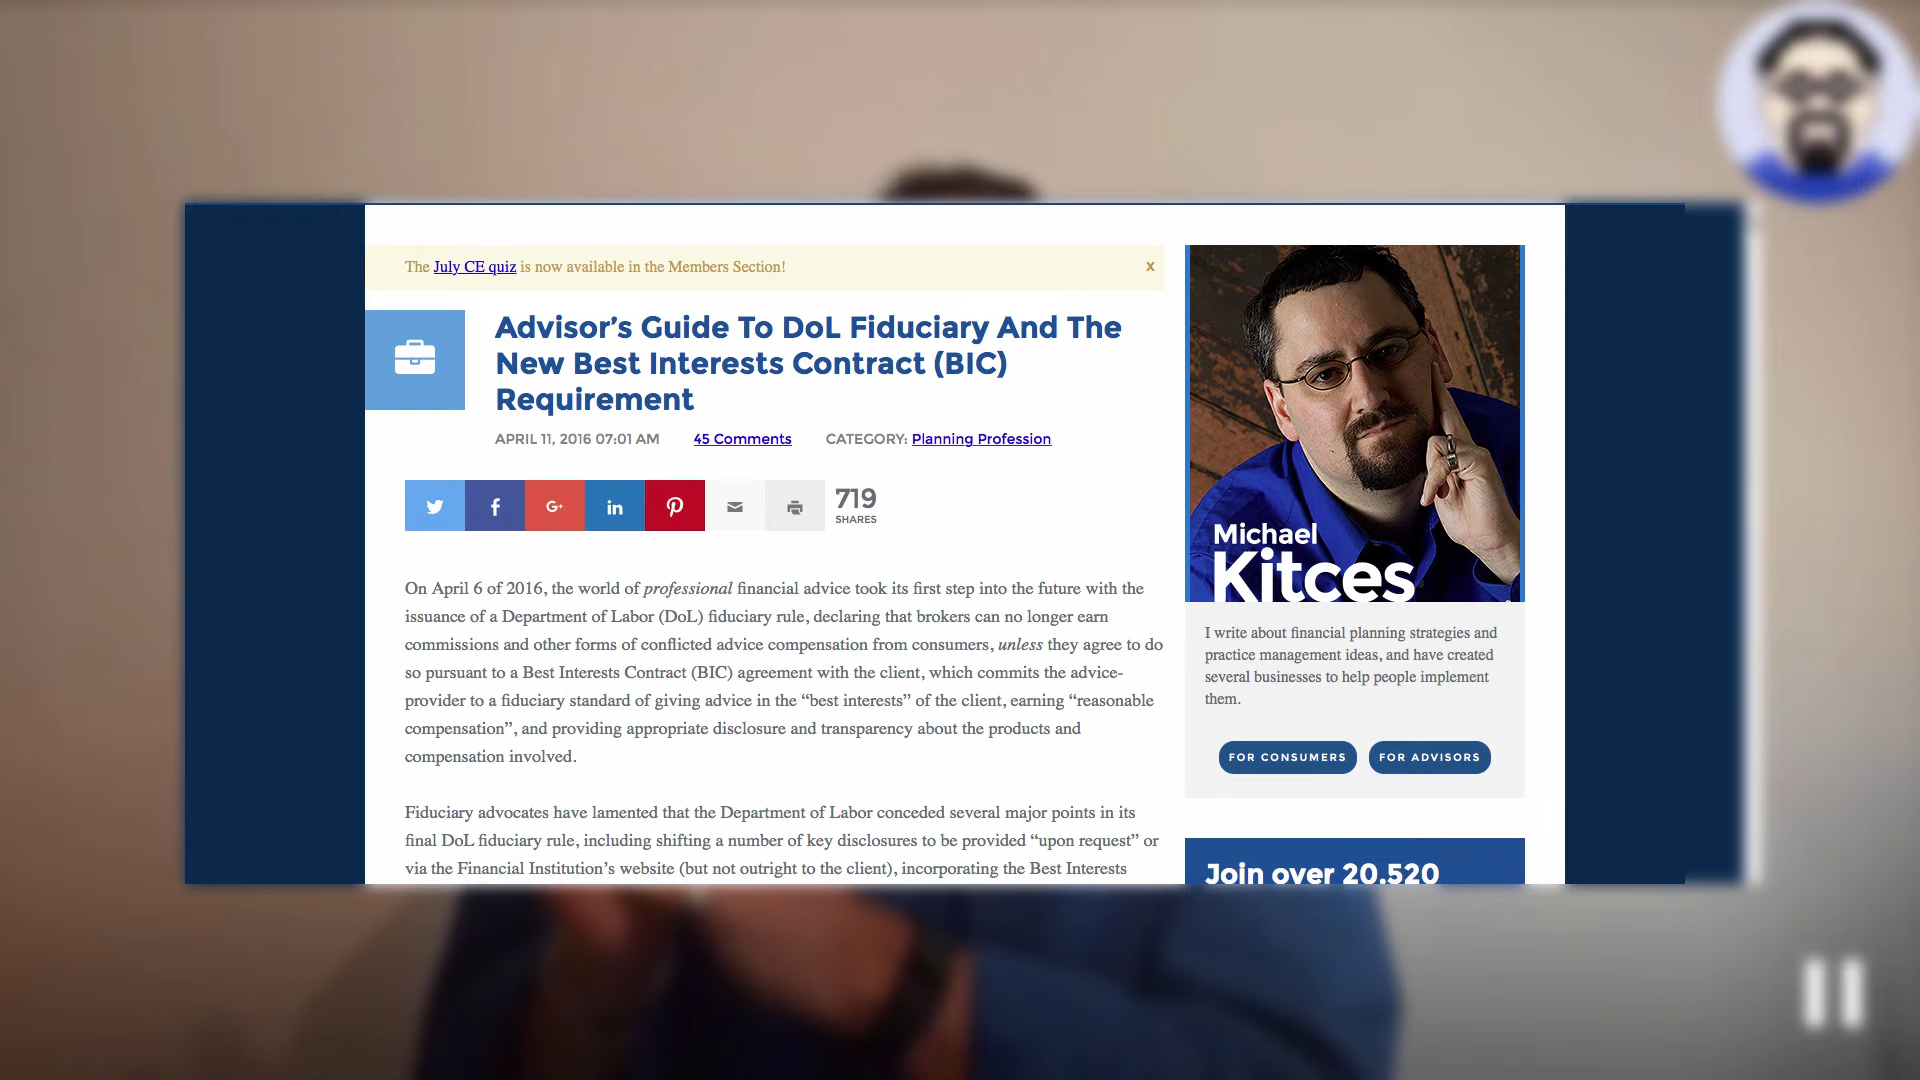 The July CE quiz is now available in the Members Section!
x
Advisor’s Guide To DoL Fiduciary And The
New Best Interests Contract (BIC)
Requirement
APRIL 11, 2016 07:01 AM 45 Comments CATEGORY: Planning Profession
719
SHARES
On April 6 of 2016, the world of professional financial advice took its first step into the future with the
issuance of a Department of Labor (DoL) fiduciary rule, declaring that brokers can no longer earn
commissions and other forms of conflicted advice compensation from consumers, unless they agree to do
so pursuant to a Best Interests Contract (BIC) agreement with the client, which commits the advice-
provider to a fiduciary standard of giving advice in the “best interests” of the client, earning “reasonable
compensation”, and providing appropriate disclosure and transparency about the products and
compensation involved.
Fiduciary advocates have lamented that the Department of Labor conceded several major points in its
final DoL fiduciary rule, including shifting a number of key disclosures to be provided “upon request” or
via the Financial Institution’s website (but not outright to the client), incorporating the Best Interests
Michael
Kitces
I write about financial planning strategies and
practice management ideas, and have created
several businesses to help people implement
them.
FOR CONSUMERS FOR ADVISORS
Join over 20,520